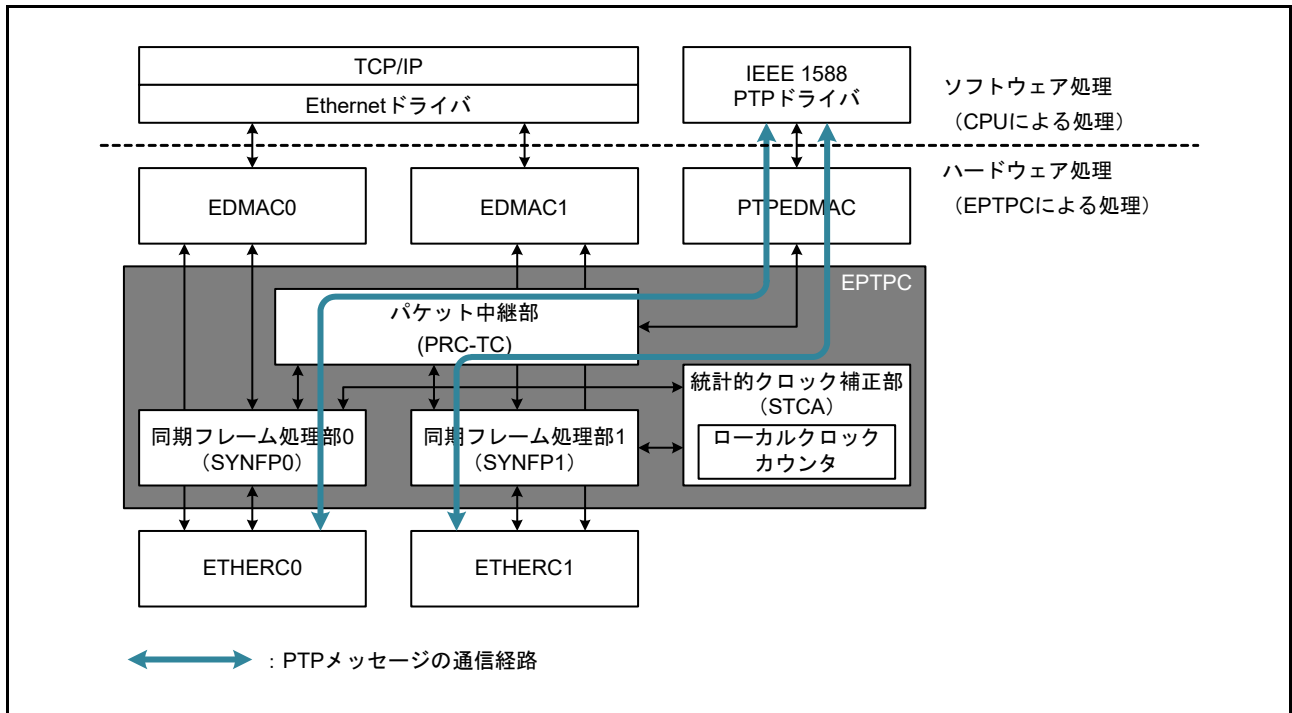 TCP/IP
Ethernetドライバ
IEEE 1588
PTPドライバ
ソフトウェア処理
（CPUによる処理）
ハードウェア処理
（EPTPCによる処理）
EDMAC0
EDMAC1
PTPEDMAC
EPTPC
パケット中継部
(PRC-TC)
統計的クロック補正部
（STCA）
ローカルクロック
カウンタ
同期フレーム処理部0
（SYNFP0）
同期フレーム処理部1
（SYNFP1）
ETHERC0
ETHERC1
：PTPメッセージの通信経路